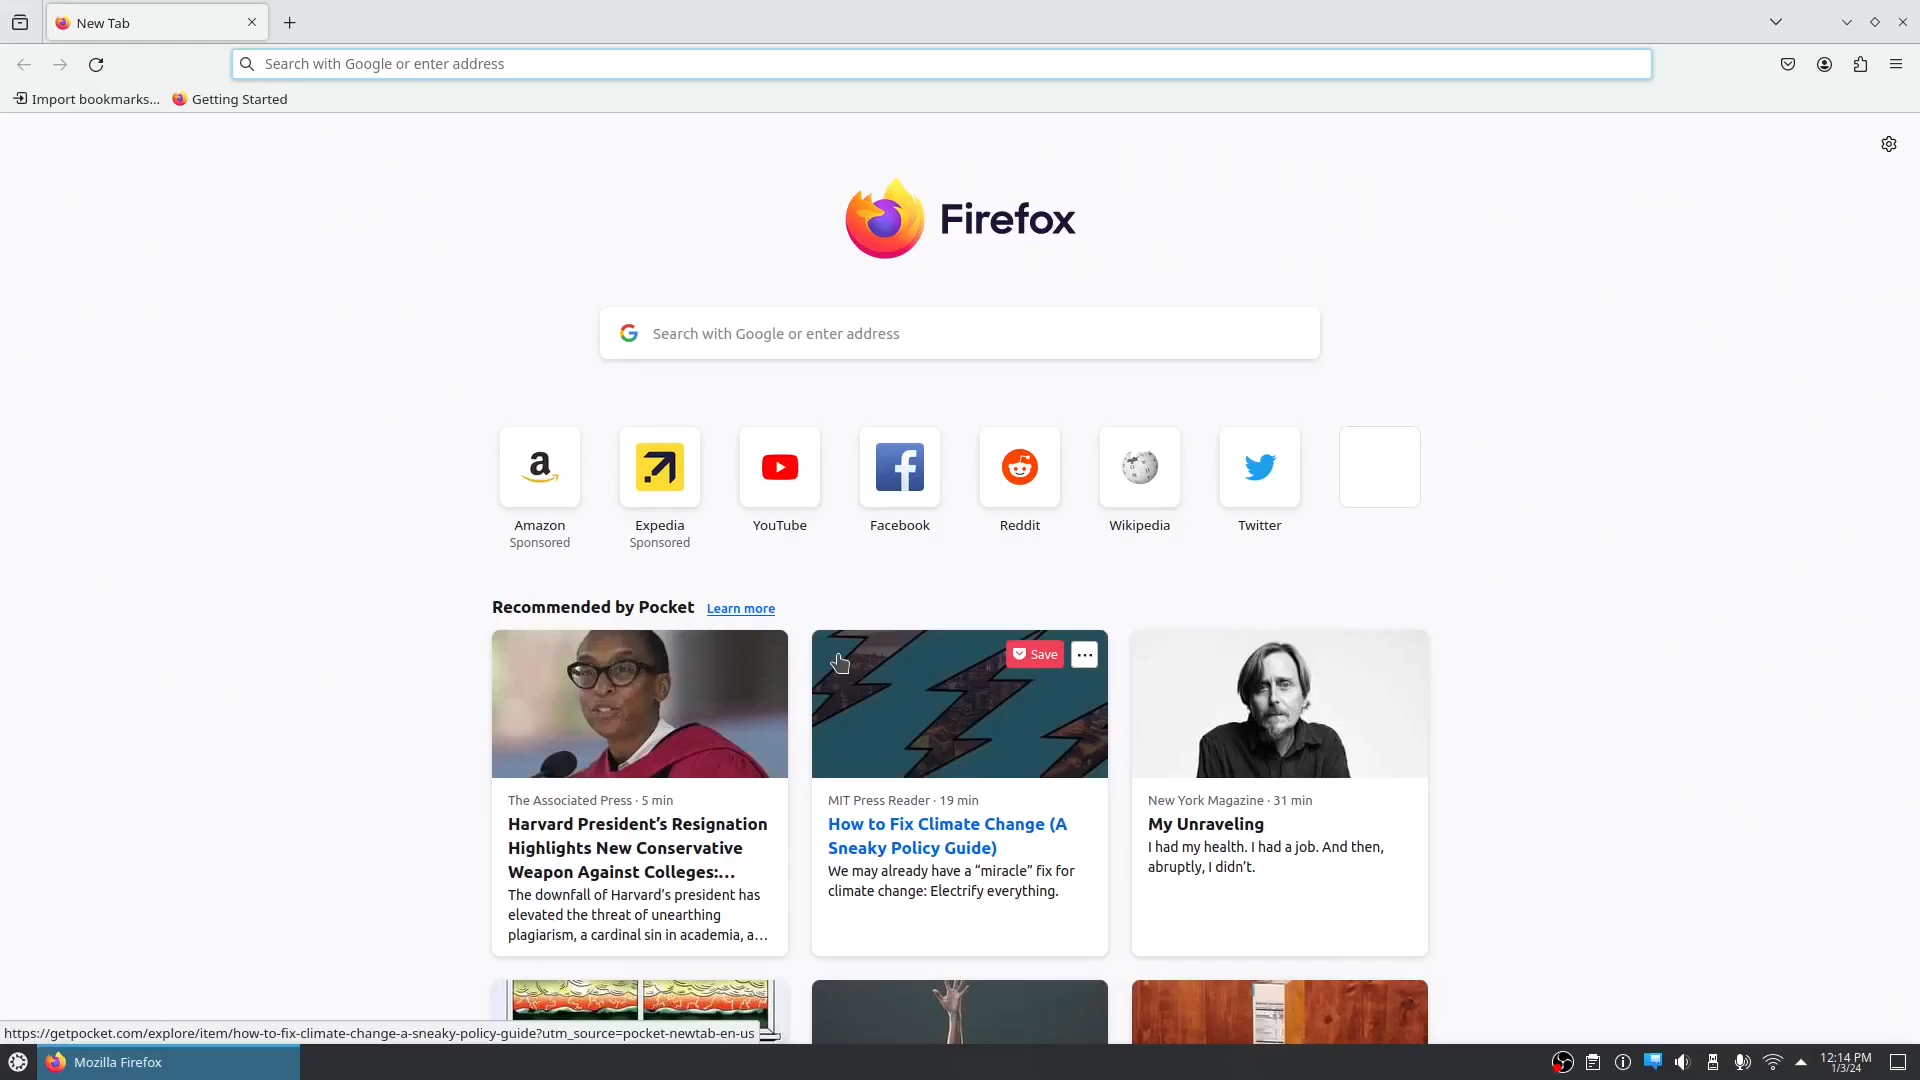 New Tab
Search with Google or enter address
Import bookmarks...
Getting Started
Firefox
Search with Google or enter address
a
Amazon
Sponsored
Expedia
Sponsored
YouTube
Facebook
Reddit
Wikipedia
Twitter
Recommended by Pocket Learn more
Save
The Associated Press · 5 min
Harvard President’s Resignation
Highlights New Conservative
Weapon Against Colleges:...
The downfall of Harvard’s president has
elevated the threat of unearthing
plagiarism, a cardinal sin in academia, a...
MIT Press Reader · 19 min
How to Fix Climate Change (A
Sneaky Policy Guide)
We may already have a “miracle” fix for
climate change: Electrify everything.
New York Magazine · 31 min
My Unraveling
I had my health. I had a job. And then,
abruptly, I didn’t.
https://getpocket.com/explore/item/how-to-fix-climate-change-a-sneaky-policy-guide?utm_source=pocket-newtab-en-us
Mozilla Firefox
12:14 PM
1/3/24